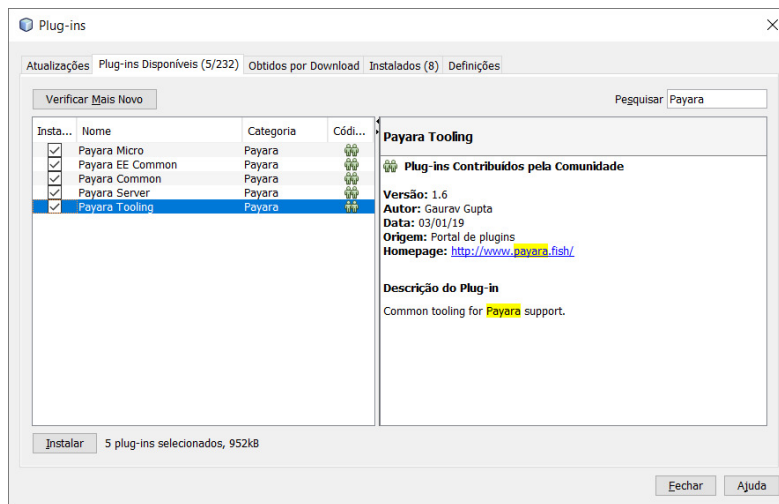 Plug-ins
Atualizações Plug-ins Disponíveis (5/232) Obtidos por Download Instalados (8) Definições
Verificar Mais Novo
Pesquisar Payara
Insta... Nome Categoria Códi...
Payara Micro Payara
Payara EE Common Payara
Payara Common Payara
Payara Server Payara
Payara Tooling Payara
Payara Tooling
Plug-ins Contribuídos pela Comunidade
Versão: 1.6
Autor: Gaurav Gupta
Data: 03/01/19
Origem: Portal de plugins
Homepage: http://www.payara.fish/
Descrição do Plug-in
Common tooling for Payara support.
Instalar 5 plug-ins selecionados, 952kB
Fechar Ajuda